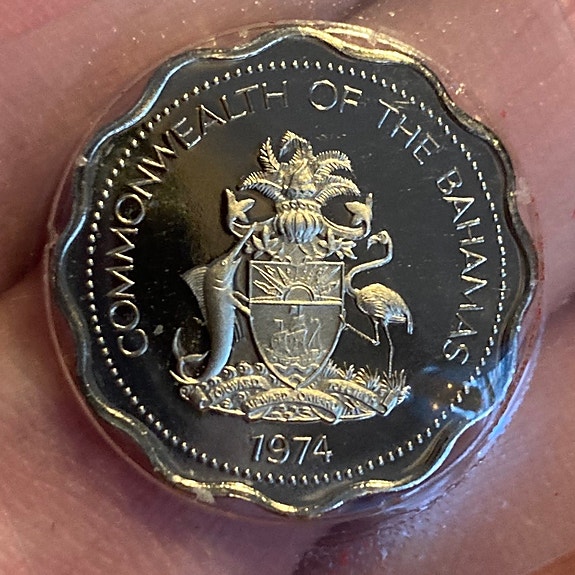 COMMONWEALTH OF THE BAHAMAS
FORWARD UPWARD ONWARD TOGETHER
1974